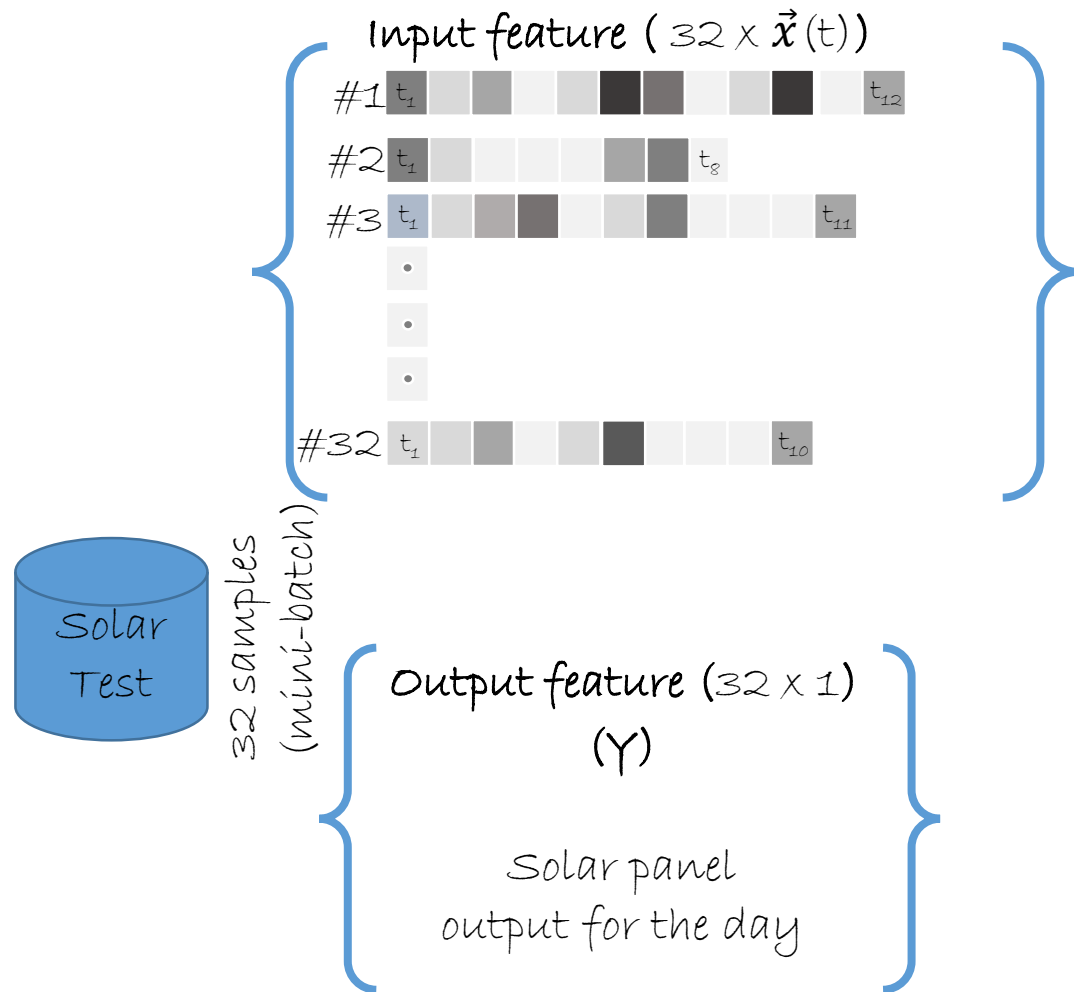 Input feature ( 32 x x⃗(t))
#1 t₁ t₁₂
#2 t₁ t₈
#3 t₁ t₁₁
#32 t₁ t₁₀
32 samples
(mini-batch)
Solar
Test
Output feature (32 x 1)
(Y)
Solar panel
output for the day